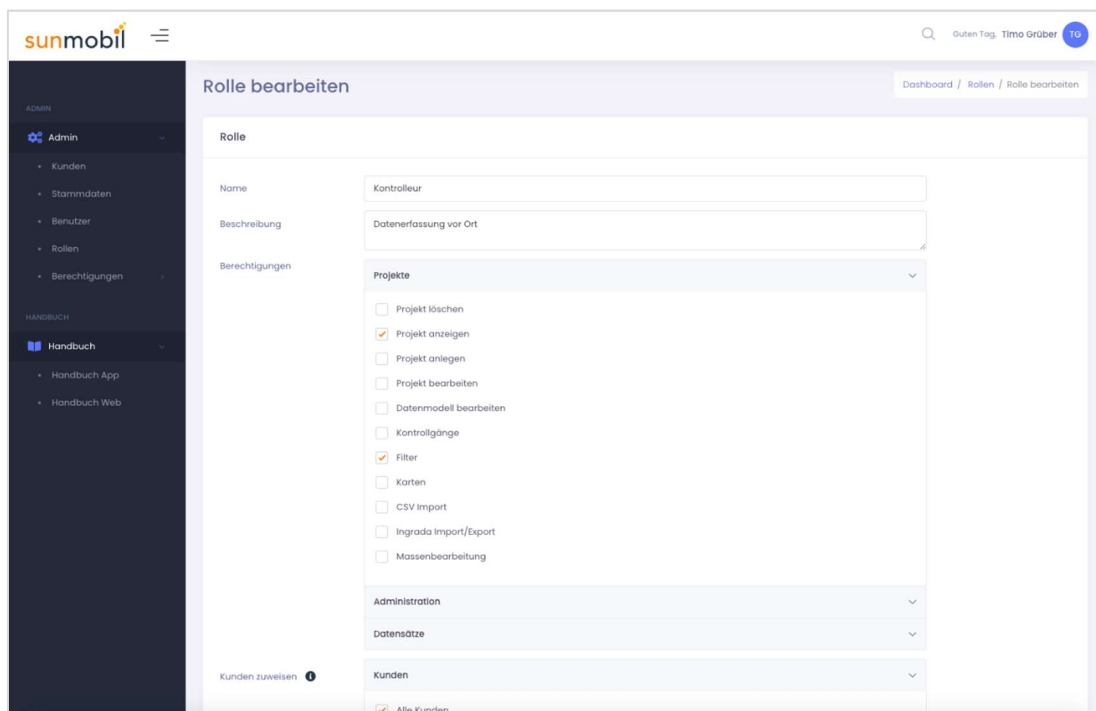 sunmobil
Guten Tag, Timo Grüber TG
ADMIN
Admin
Kunden
Stammdaten
Benutzer
Rollen
Berechtigungen
HANDBUCH
Handbuch
Handbuch App
Handbuch Web
Rolle bearbeiten
Dashboard / Rollen / Rolle bearbeiten
Rolle
Name
Kontrolleur
Beschreibung
Datenerfassung vor Ort
Berechtigungen
Projekte
Projekt löschen
Projekt anzeigen
Projekt anlegen
Projekt bearbeiten
Datenmodell bearbeiten
Kontrollgänge
Filter
Karten
CSV Import
Ingrada Import/Export
Massenbearbeitung
Administration
Datensätze
Kunden zuweisen
Kunden
Alle Kunden